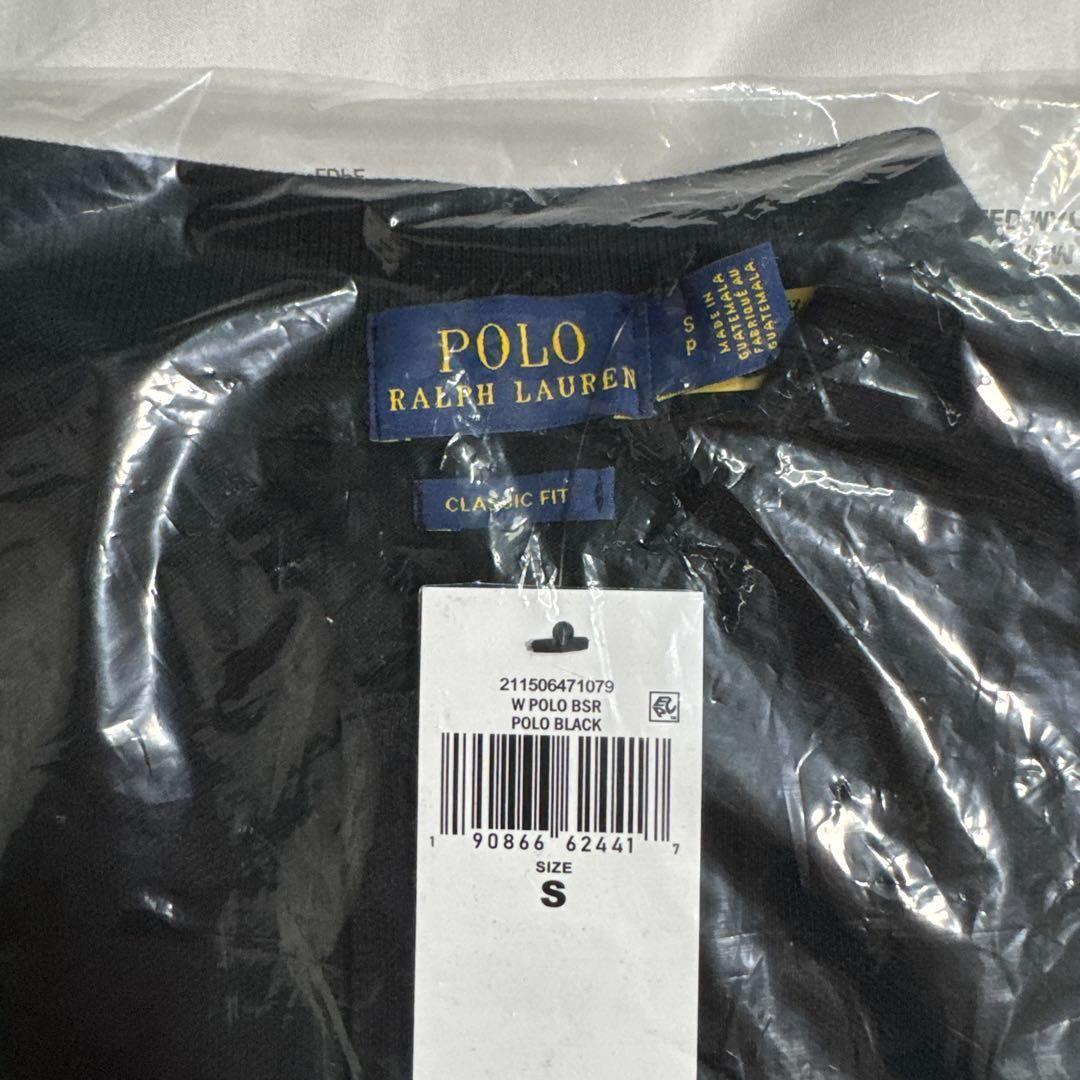 POLO
RALPH LAUREN
S
P
MADE IN
GUATEMALA
FABRIQUÉ AU
GUATEMALA
CLASSIC FIT
211506471079
W POLO BSR
POLO BLACK
1 90866 62441 7
SIZE
S